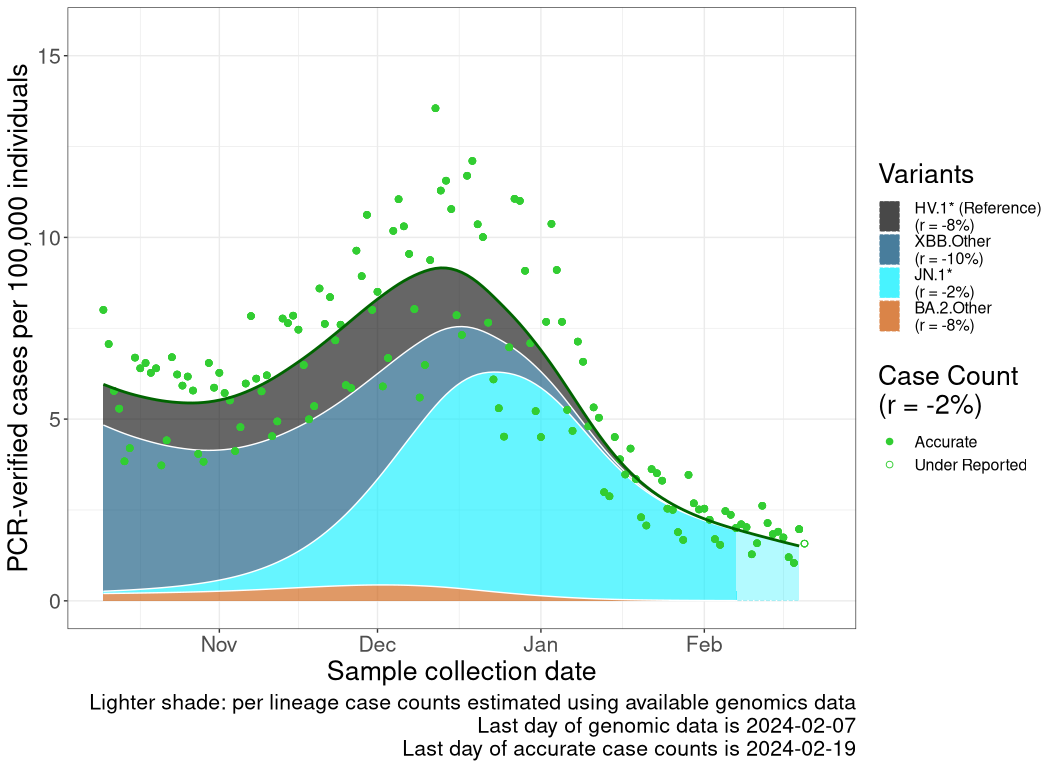 PCR-verified cases per 100,000 individuals
15
10
5
0
Nov
Dec
Jan
Feb
Sample collection date
Lighter shade: per lineage case counts estimated using available genomics data
Last day of genomic data is 2024-02-07
Last day of accurate case counts is 2024-02-19
Variants
HV.1* (Reference)
(r = -8%)
XBB.Other
(r = -10%)
JN.1*
(r = -2%)
BA.2.Other
(r = -8%)
Case Count
(r = -2%)
Accurate
Under Reported